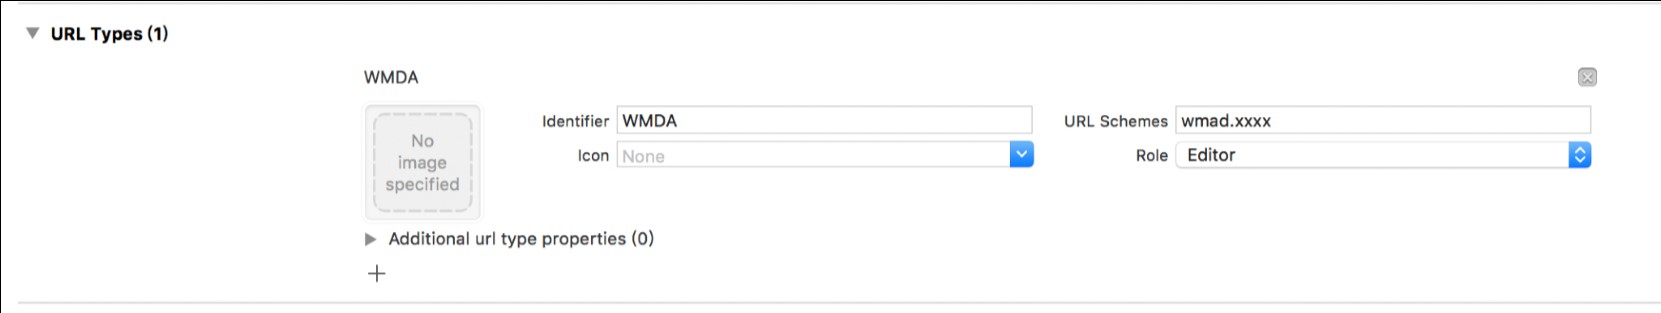 URL Types (1)
WMDA
No
image
specified
Identifier WMDA
URL Schemes wmad.xxxx
Icon None
Role Editor
Additional url type properties (0)